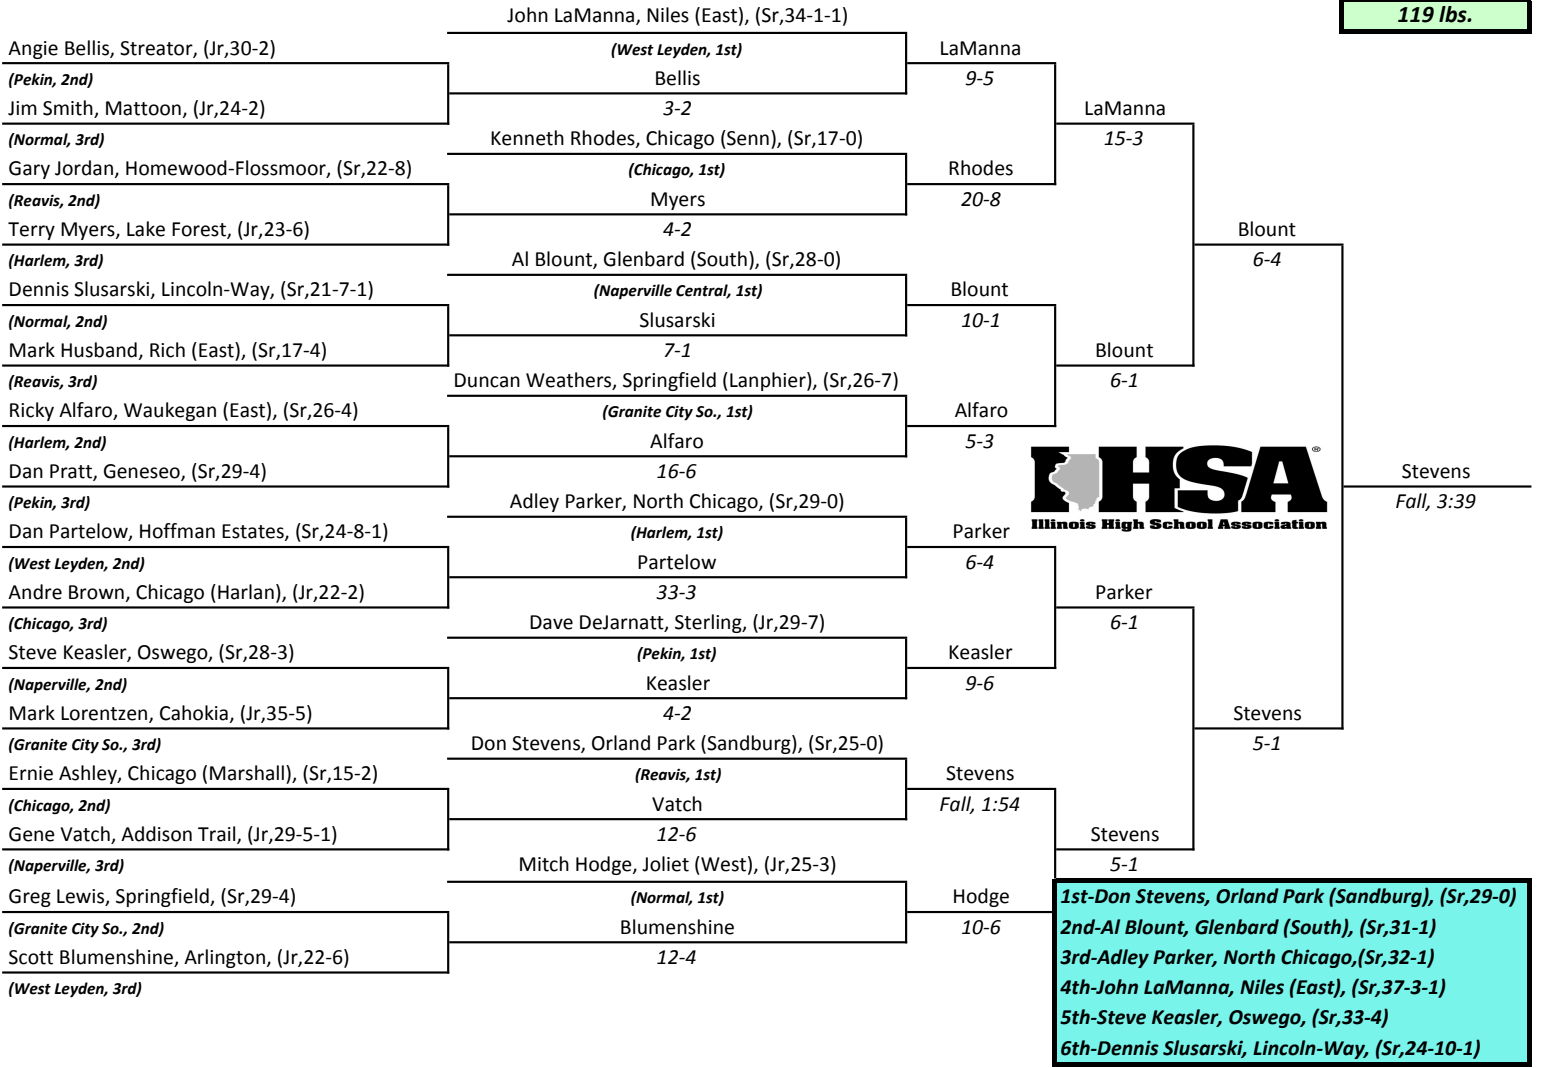 John LaManna, Niles (East), (Sr,34-1-1)
119 lbs.
Angie Bellis, Streator, (Jr,30-2)
(West Leyden, 1st)
LaManna
(Pekin, 2nd)
Bellis
9-5
Jim Smith, Mattoon, (Jr,24-2)
3-2
LaManna
(Normal, 3rd)
Kenneth Rhodes, Chicago (Senn), (Sr,17-0)
15-3
Gary Jordan, Homewood-Flossmoor, (Sr,22-8)
(Chicago, 1st)
Rhodes
(Reavis, 2nd)
Myers
20-8
Terry Myers, Lake Forest, (Jr,23-6)
4-2
Blount
(Harlem, 3rd)
Al Blount, Glenbard (South), (Sr,28-0)
6-4
Dennis Slusarski, Lincoln-Way, (Sr,21-7-1)
(Naperville Central, 1st)
Blount
(Normal, 2nd)
Slusarski
10-1
Mark Husband, Rich (East), (Sr,17-4)
7-1
Blount
(Reavis, 3rd)
Duncan Weathers, Springfield (Lanphier), (Sr,26-7)
6-1
Ricky Alfaro, Waukegan (East), (Sr,26-4)
(Granite City So., 1st)
Alfaro
(Harlem, 2nd)
Alfaro
5-3
IHSA®
Dan Pratt, Geneseo, (Sr,29-4)
16-6
Stevens
(Pekin, 3rd)
Adley Parker, North Chicago, (Sr,29-0)
Fall, 3:39
Illinois High School Association
Dan Partelow, Hoffman Estates, (Sr,24-8-1)
(Harlem, 1st)
Parker
(West Leyden, 2nd)
Partelow
6-4
Andre Brown, Chicago (Harlan), (Jr,22-2)
33-3
Parker
(Chicago, 3rd)
Dave DeJarnatt, Sterling, (Jr,29-7)
6-1
Steve Keasler, Oswego, (Sr,28-3)
(Pekin, 1st)
Keasler
(Naperville, 2nd)
Keasler
9-6
Mark Lorentzen, Cahokia, (Jr,35-5)
4-2
Stevens
(Granite City So., 3rd)
Don Stevens, Orland Park (Sandburg), (Sr,25-0)
5-1
Ernie Ashley, Chicago (Marshall), (Sr,15-2)
(Reavis, 1st)
Stevens
(Chicago, 2nd)
Vatch
Fall, 1:54
Gene Vatch, Addison Trail, (Jr,29-5-1)
12-6
Stevens
(Naperville, 3rd)
Mitch Hodge, Joliet (West), (Jr,25-3)
5-1
Greg Lewis, Springfield, (Sr,29-4)
(Normal, 1st)
Hodge
1st-Don Stevens, Orland Park (Sandburg), (Sr,29-0)
(Granite City So., 2nd)
Blumenshine
10-6
2nd-Al Blount, Glenbard (South), (Sr,31-1)
Scott Blumenshine, Arlington, (Jr,22-6)
12-4
3rd-Adley Parker, North Chicago,(Sr,32-1)
(West Leyden, 3rd)
4th-John LaManna, Niles (East), (Sr,37-3-1)
5th-Steve Keasler, Oswego, (Sr,33-4)
6th-Dennis Slusarski, Lincoln-Way, (Sr,24-10-1)